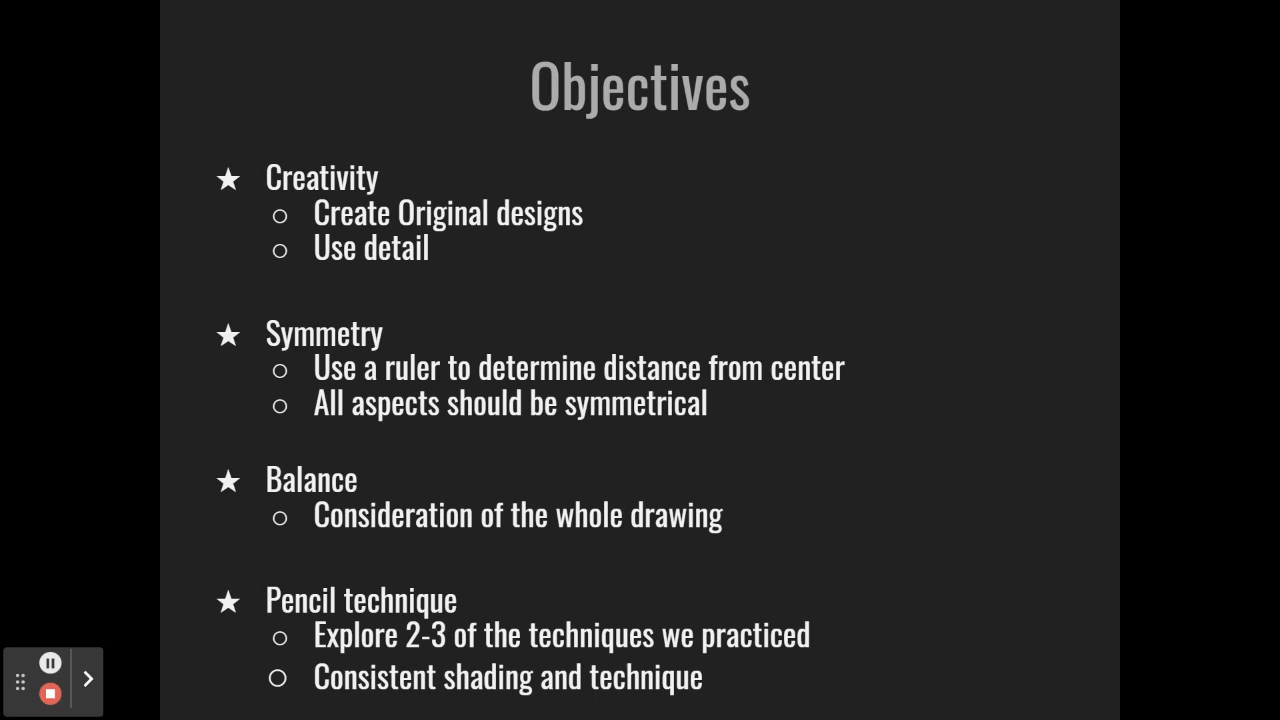 Objectives
★ Creativity
○ Create Original designs
○ Use detail
★ Symmetry
○ Use a ruler to determine distance from center
○ All aspects should be symmetrical
★ Balance
○ Consideration of the whole drawing
★ Pencil technique
○ Explore 2-3 of the techniques we practiced
○ Consistent shading and technique